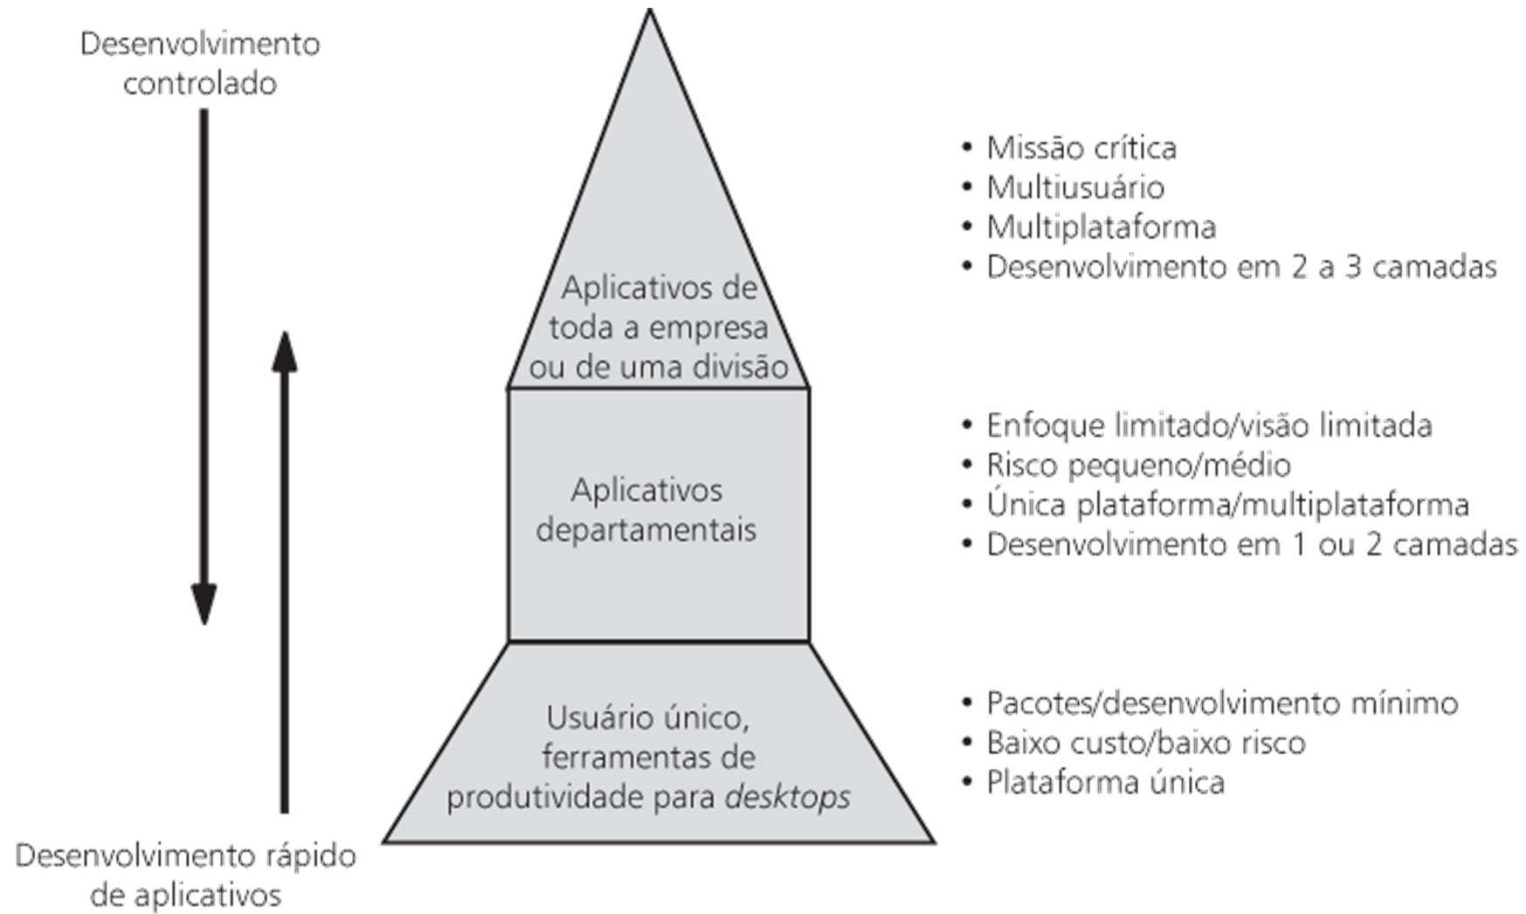 Desenvolvimento
controlado
Aplicativos de
toda a empresa
ou de uma divisão
• Missão crítica
• Multiusuário
• Multiplataforma
• Desenvolvimento em 2 a 3 camadas
Aplicativos
departamentais
• Enfoque limitado/visão limitada
• Risco pequeno/médio
• Única plataforma/multiplataforma
• Desenvolvimento em 1 ou 2 camadas
Usuário único,
ferramentas de
produtividade para desktops
• Pacotes/desenvolvimento mínimo
• Baixo custo/baixo risco
• Plataforma única
Desenvolvimento rápido
de aplicativos